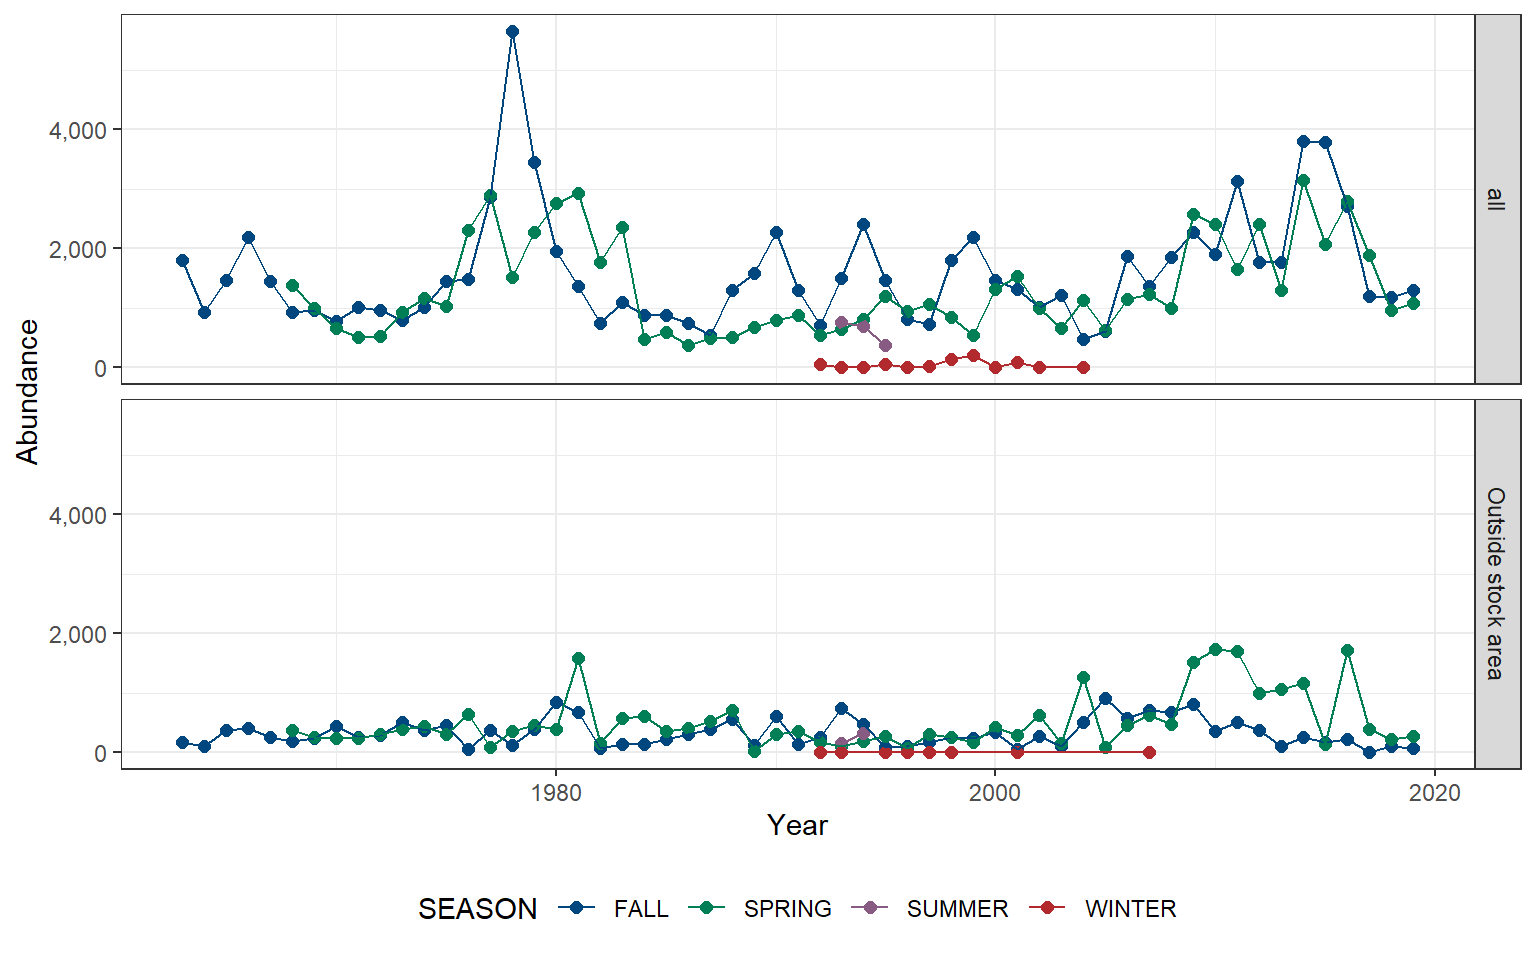 4,000
2,000
0
all
Abundance
4,000
2,000
0
Outside stock area
1980
2000
2020
Year
SEASON FALL SPRING SUMMER WINTER